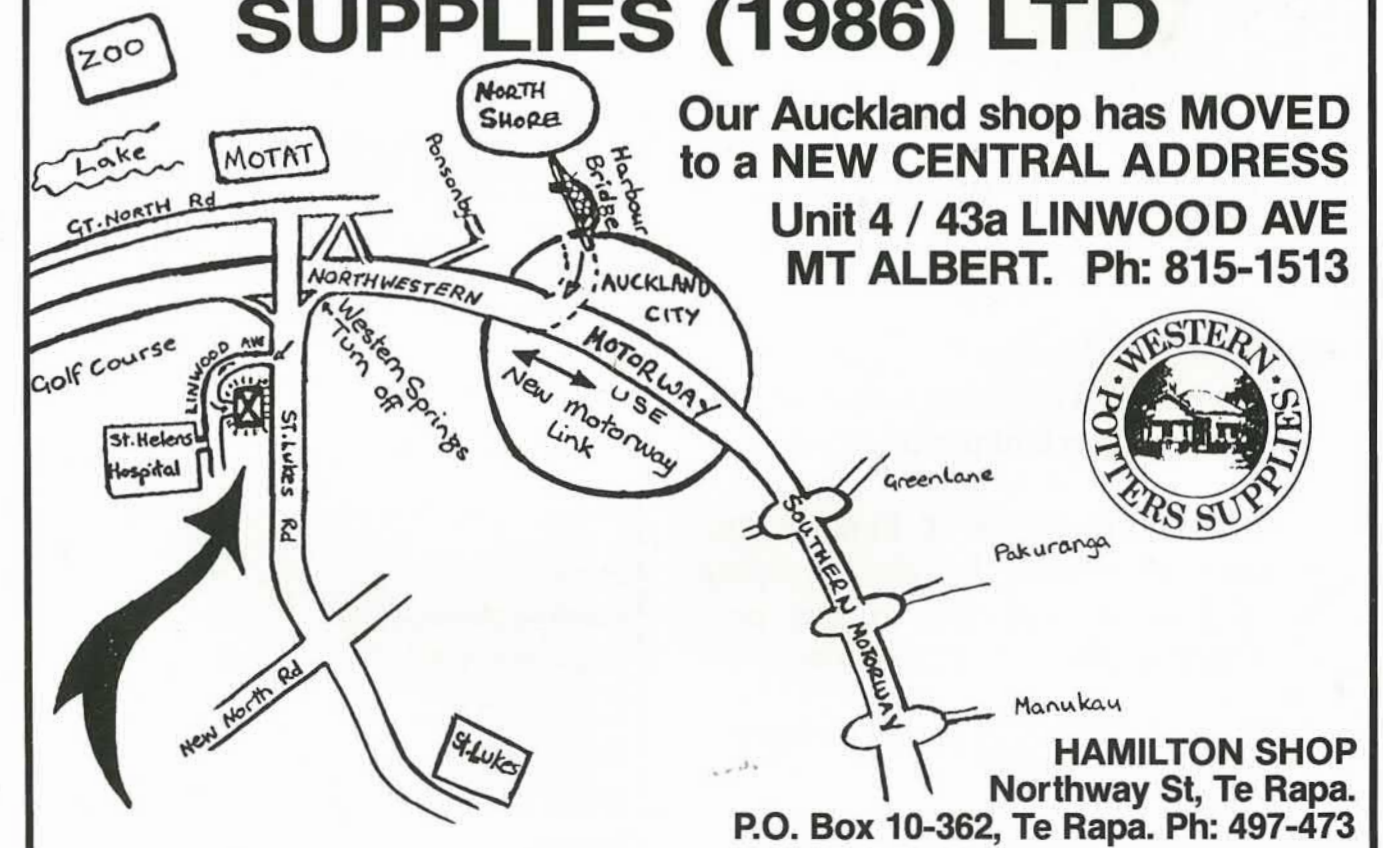 SUPPLIES (1986) LTD
ZOO
Lake
MOTAT
GT. NORTH Rd
NORTH
SHORE
Ponsonby
Harbour
Bridge
Our Auckland shop has MOVED
to a NEW CENTRAL ADDRESS
Unit 4 / 43a LINWOOD AVE
MT ALBERT. Ph: 815-1513
NORTHWESTERN
MOTORWAY
AUCKLAND
CITY
USE
New Motorway
Link
Western Springs
Turn off
Golf Course
LINWOOD AVE
St. Helens
Hospital
ST. LUKES Rd
New North Rd
St. Lukes
SOUTHERN MOTORWAY
Greenlane
Pakuranga
Manukau
WESTERN
POTTERS SUPPLIES
HAMILTON SHOP
Northway St, Te Rapa.
P.O. Box 10-362, Te Rapa. Ph: 497-473